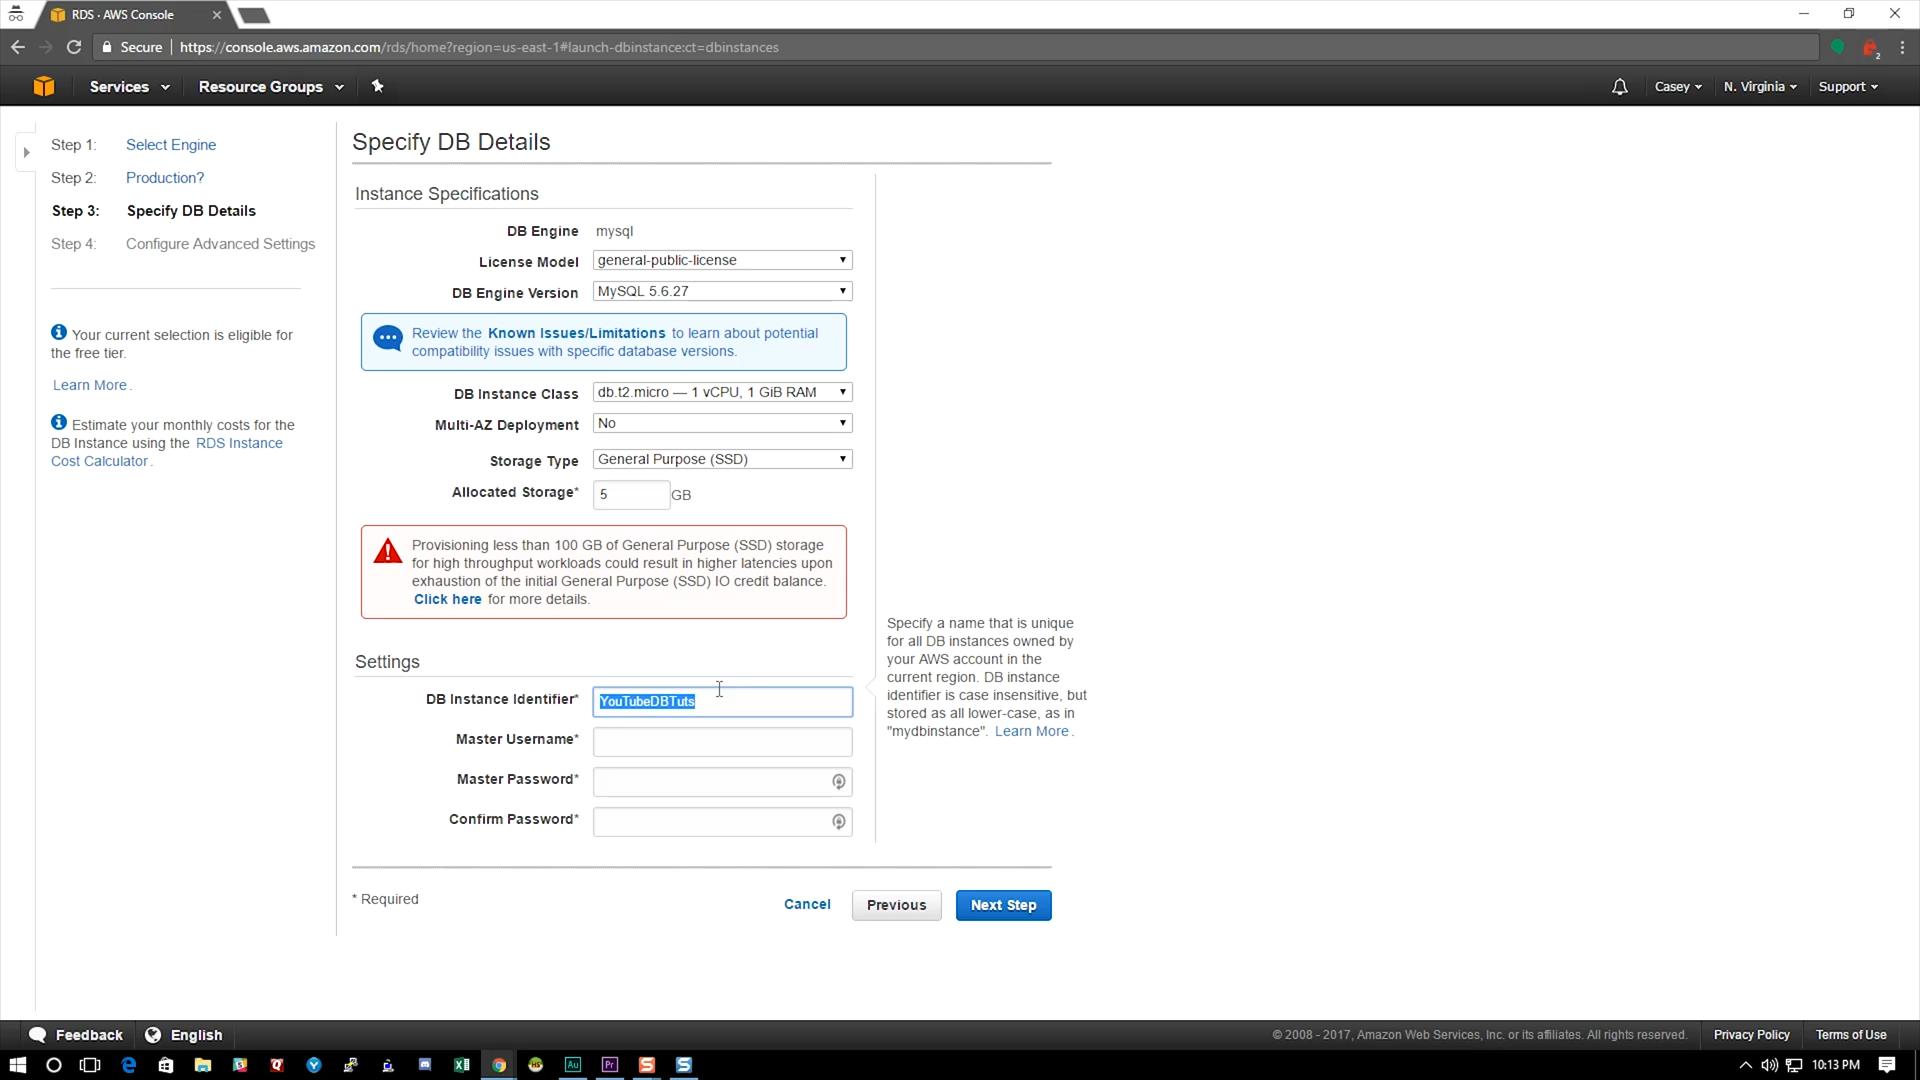 RDS · AWS Console
Secure
https://console.aws.amazon.com/rds/home?region=us-east-1#launch-dbinstance:ct=dbinstances
2
Services
Resource Groups
Casey
N. Virginia
Support
Step 1: Select Engine
Step 2: Production?
Step 3: Specify DB Details
Step 4: Configure Advanced Settings
Your current selection is eligible for
the free tier.
Learn More.
Estimate your monthly costs for the
DB Instance using the RDS Instance
Cost Calculator.
Specify DB Details
Instance Specifications
DB Engine mysql
License Model general-public-license
DB Engine Version MySQL 5.6.27
Review the Known Issues/Limitations to learn about potential
compatibility issues with specific database versions.
DB Instance Class db.t2.micro — 1 vCPU, 1 GiB RAM
Multi-AZ Deployment No
Storage Type General Purpose (SSD)
Allocated Storage* 5 GB
Provisioning less than 100 GB of General Purpose (SSD) storage
for high throughput workloads could result in higher latencies upon
exhaustion of the initial General Purpose (SSD) IO credit balance.
Click here for more details.
Settings
DB Instance Identifier* YouTubeDBTuts
Master Username*
Master Password*
Confirm Password*
Specify a name that is unique
for all DB instances owned by
your AWS account in the
current region. DB instance
identifier is case insensitive, but
stored as all lower-case, as in
"mydbinstance". Learn More.
* Required
Cancel
Previous
Next Step
Feedback
English
© 2008 - 2017, Amazon Web Services, Inc. or its affiliates. All rights reserved.
Privacy Policy
Terms of Use
Au
Pr
10:13 PM